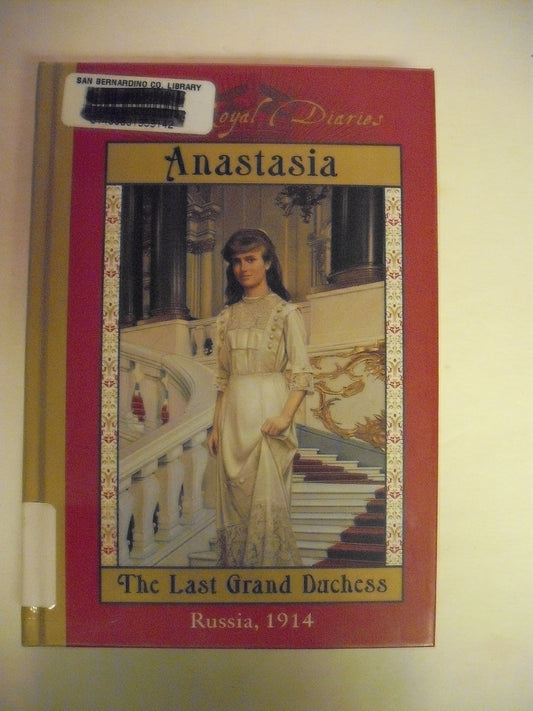 SAN BERNARDINO CO. LIBRARY
Royal Diaries
Anastasia
The Last Grand Duchess
Russia, 1914